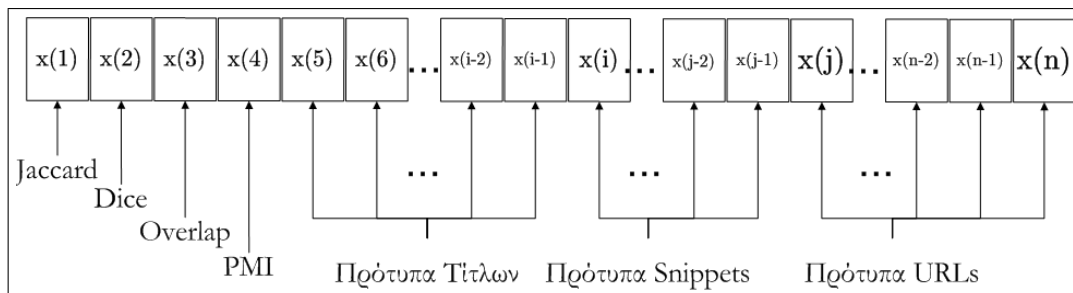 x(1) x(2) x(3) x(4) x(5) x(6) ... x(i-2) x(i-1) x(i) ... x(j-2) x(j-1) x(j) ... x(n-2) x(n-1) x(n)
... ... ...
Jaccard
Dice
Overlap
PMI
Πρότυπα Τίτλων Πρότυπα Snippets Πρότυπα URLs